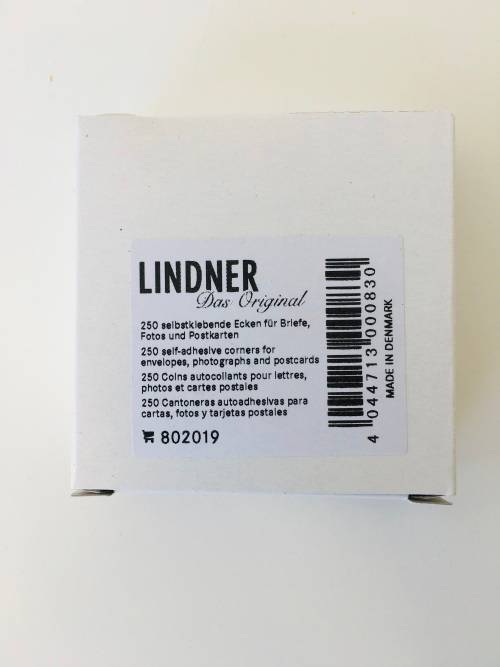 LINDNER
Das Original
250 selbstklebende Ecken für Briefe,
Fotos und Postkarten
250 self-adhesive corners for
envelopes, photographs and postcards
250 Coins autocollants pour lettres,
photos et cartes postales
250 Cantoneras autoadhesivas para
cartas, fotos y tarjetas postales
802019
4 044713 000830
MADE IN DENMARK